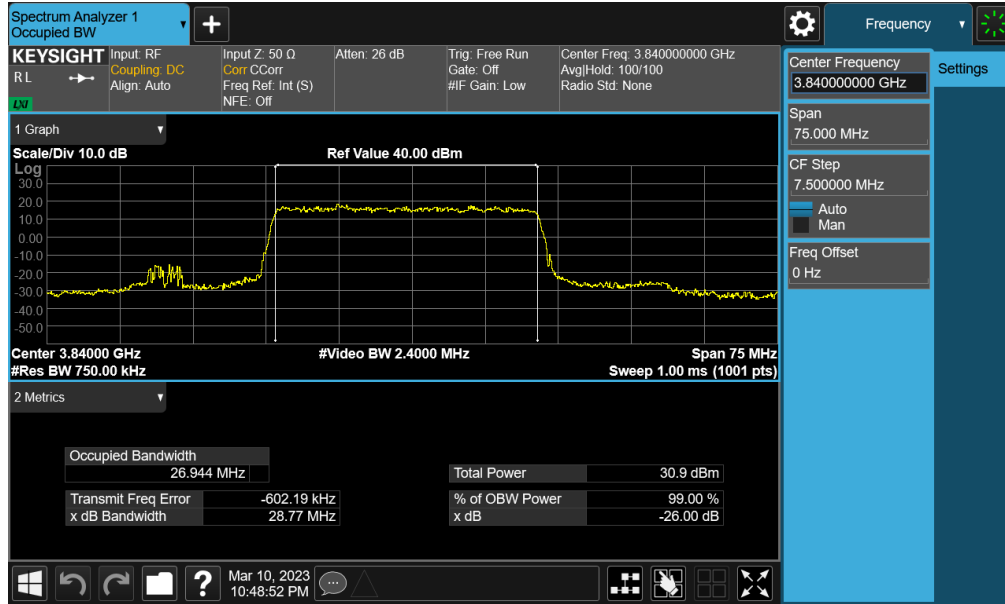 Spectrum Analyzer 1
Occupied BW
+
Frequency
KEYSIGHT
R L
LXI
Input: RF
Coupling: DC
Align: Auto
Input Z: 50 Ω
Corr CCorr
Freq Ref: Int (S)
NFE: Off
Atten: 26 dB
Trig: Free Run
Gate: Off
#IF Gain: Low
Center Freq: 3.840000000 GHz
Avg|Hold: 100/100
Radio Std: None
1 Graph
Scale/Div 10.0 dB
Ref Value 40.00 dBm
Log
30.0
20.0
10.0
0.00
-10.0
-20.0
-30.0
-40.0
-50.0
Center 3.84000 GHz
#Video BW 2.4000 MHz
Span 75 MHz
#Res BW 750.00 kHz
Sweep 1.00 ms (1001 pts)
2 Metrics
Occupied Bandwidth
26.944 MHz
Total Power 30.9 dBm
Transmit Freq Error -602.19 kHz
% of OBW Power 99.00 %
x dB Bandwidth 28.77 MHz
x dB -26.00 dB
Center Frequency
3.840000000 GHz
Settings
Span
75.000 MHz
CF Step
7.500000 MHz
Auto
Man
Freq Offset
0 Hz
?
Mar 10, 2023
10:48:52 PM